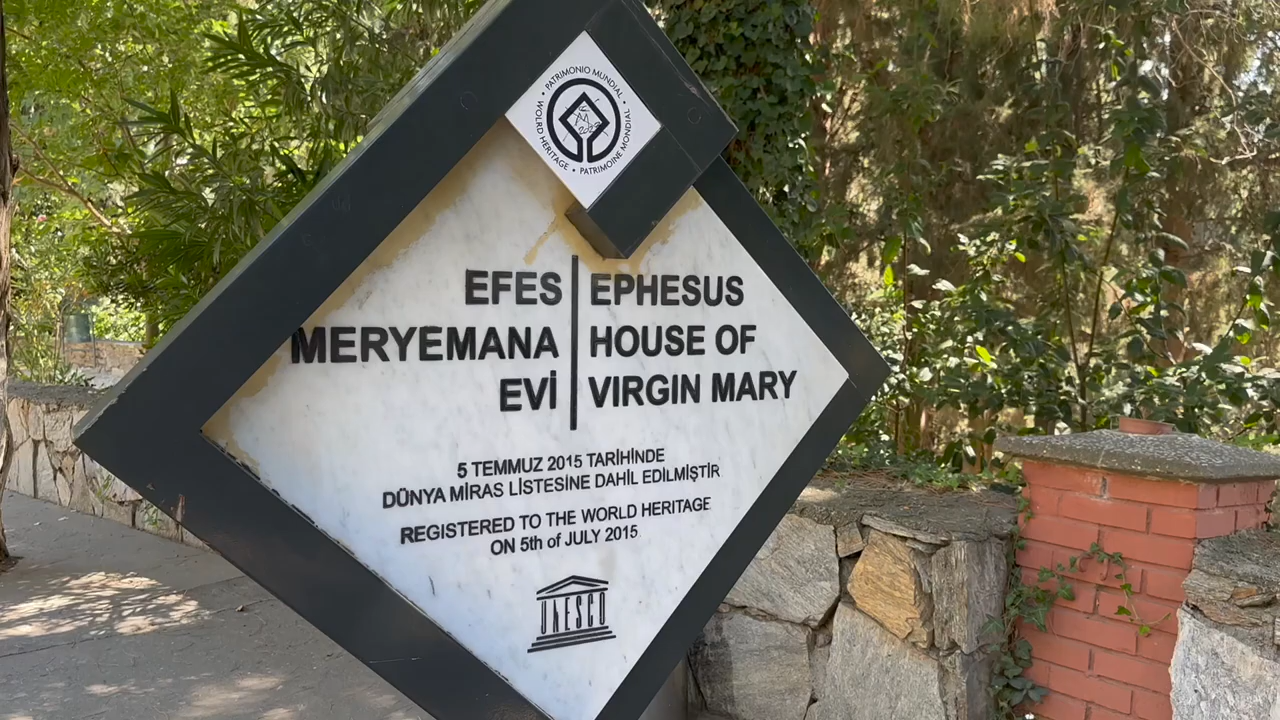 • PATRIMONIO MUNDIAL •
WOLRD HERITAGE • PATRIMOINE MONDIAL
EFES | EPHESUS
MERYEMANA | HOUSE OF
EVİ | VIRGIN MARY
5 TEMMUZ 2015 TARİHİNDE
DÜNYA MİRAS LİSTESİNE DAHİL EDİLMİŞTİR
REGISTERED TO THE WORLD HERITAGE
ON 5th of JULY 2015
UNESCO